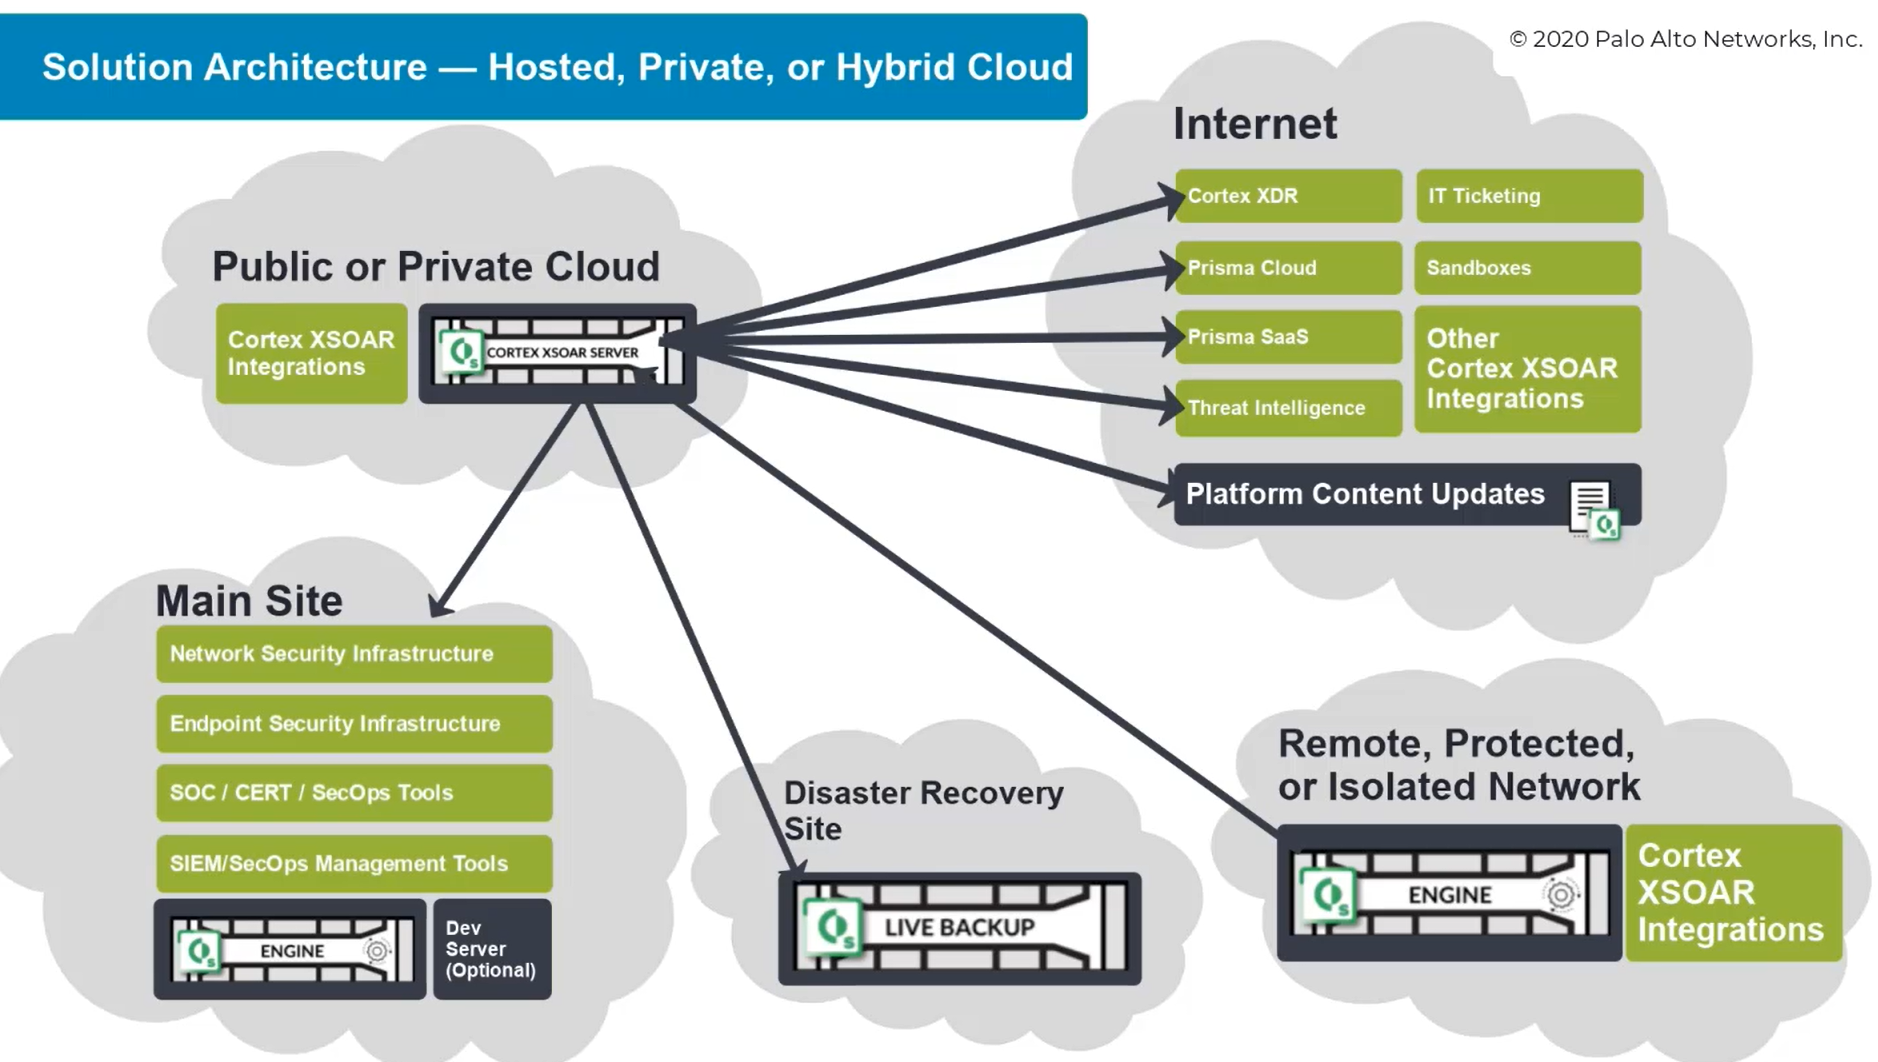 © 2020 Palo Alto Networks, Inc.
Solution Architecture — Hosted, Private, or Hybrid Cloud
Internet
Cortex XDR
IT Ticketing
Prisma Cloud
Sandboxes
Prisma SaaS
Threat Intelligence
Other
Cortex XSOAR
Integrations
Platform Content Updates
S
Public or Private Cloud
Cortex XSOAR
Integrations
S
CORTEX XSOAR SERVER
Main Site
Network Security Infrastructure
Endpoint Security Infrastructure
SOC / CERT / SecOps Tools
SIEM/SecOps Management Tools
S
ENGINE
Dev
Server
(Optional)
Disaster Recovery
Site
S
LIVE BACKUP
Remote, Protected,
or Isolated Network
S
ENGINE
Cortex
XSOAR
Integrations